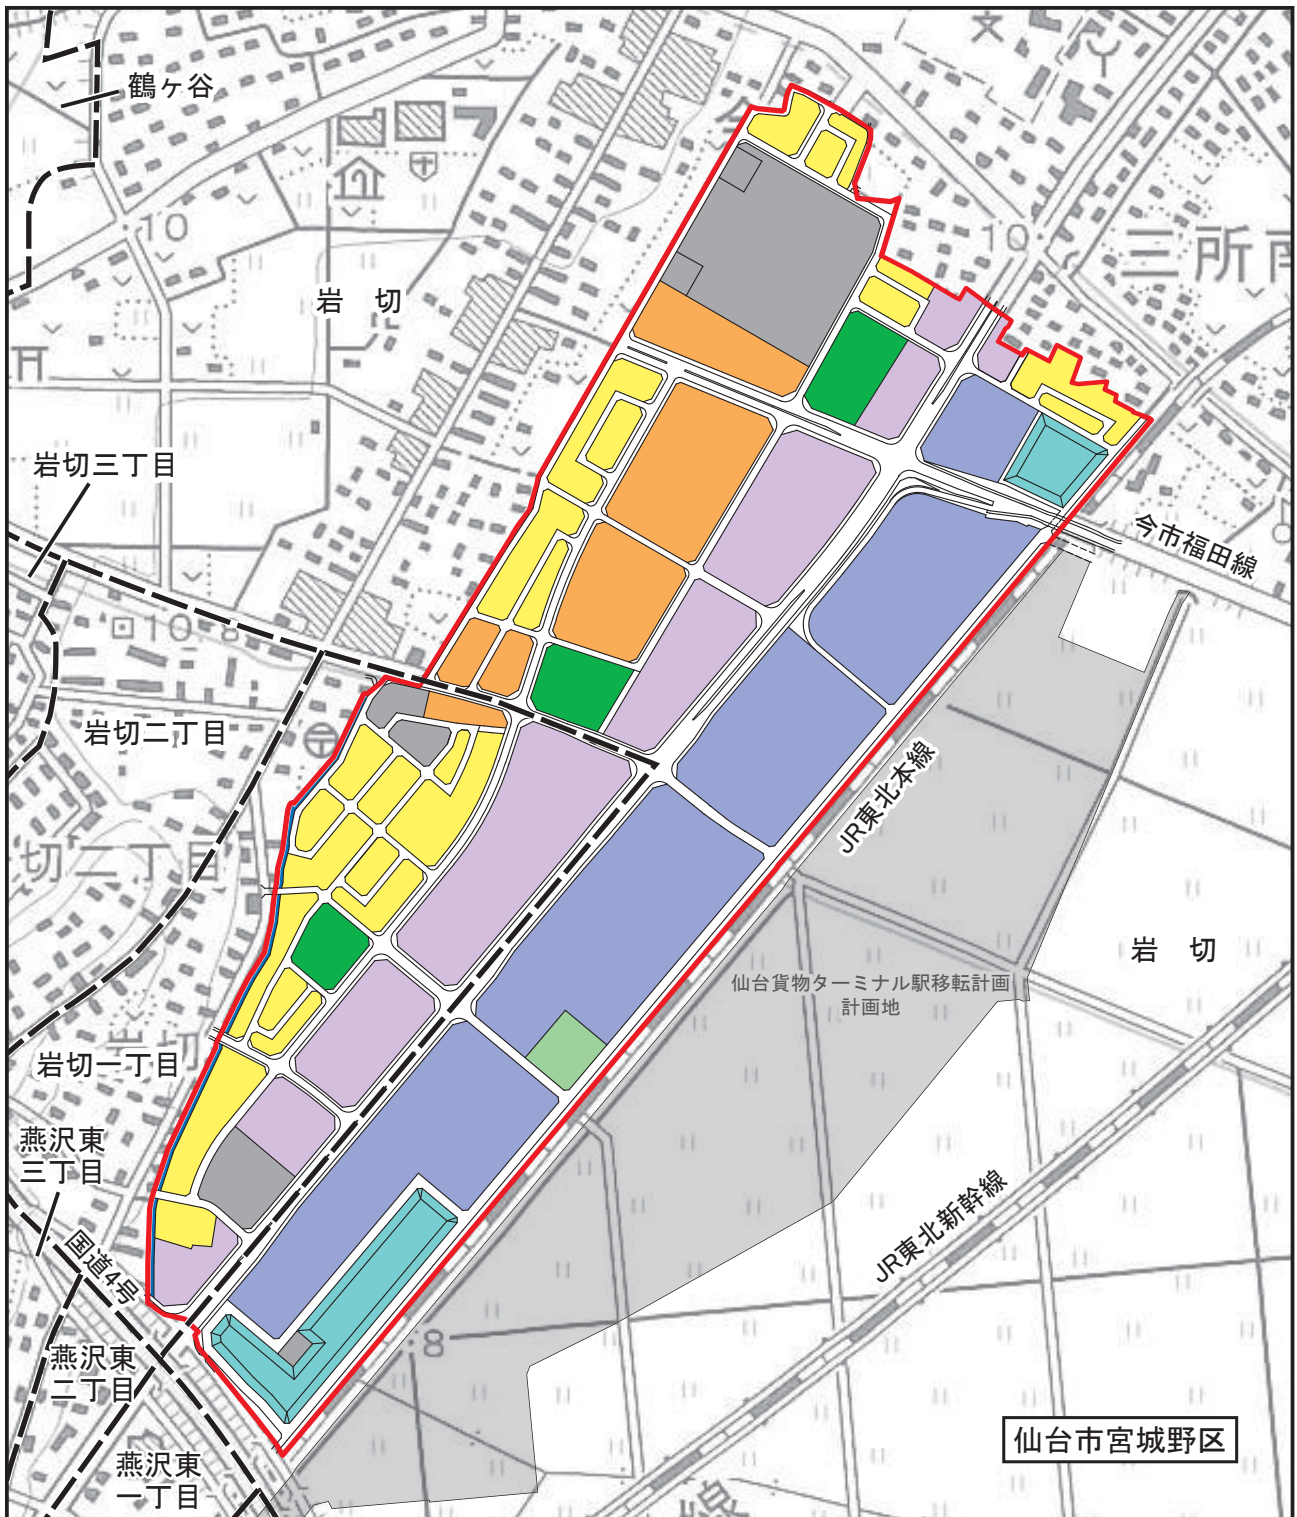 鶴ヶ谷
10
10
三所南
岩 切
岩切三丁目
今市福田線
10
8
岩切二丁目
JR東北本線
切二丁目
岩 切
仙台貨物ターミナル駅移転計画
計画地
岩切
岩切一丁目
燕沢東
三丁目
JR東北新幹線
国道4号
8
燕沢東
二丁目
仙台市宮城野区
燕沢東
一丁目
線